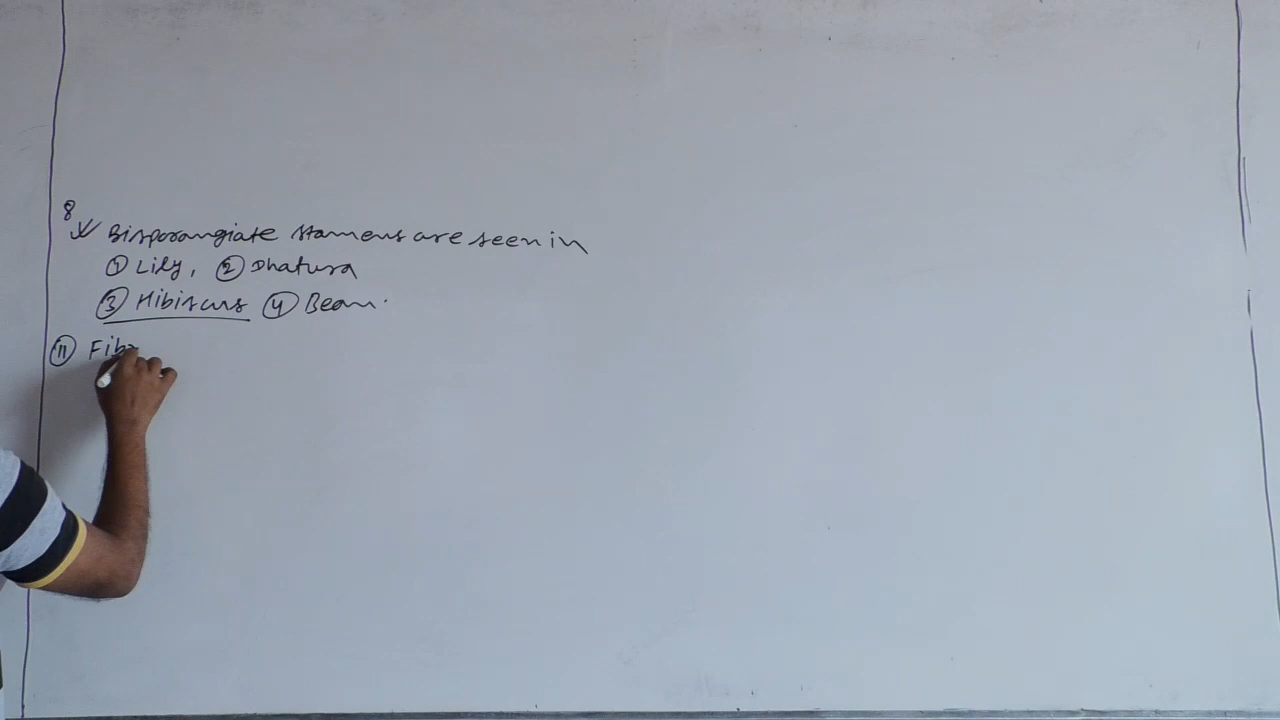 8
Bisporangiate stamens are seen in
① Lily, ② Dhatura
③ Hibiscus ④ Bean.
⑪ Fib